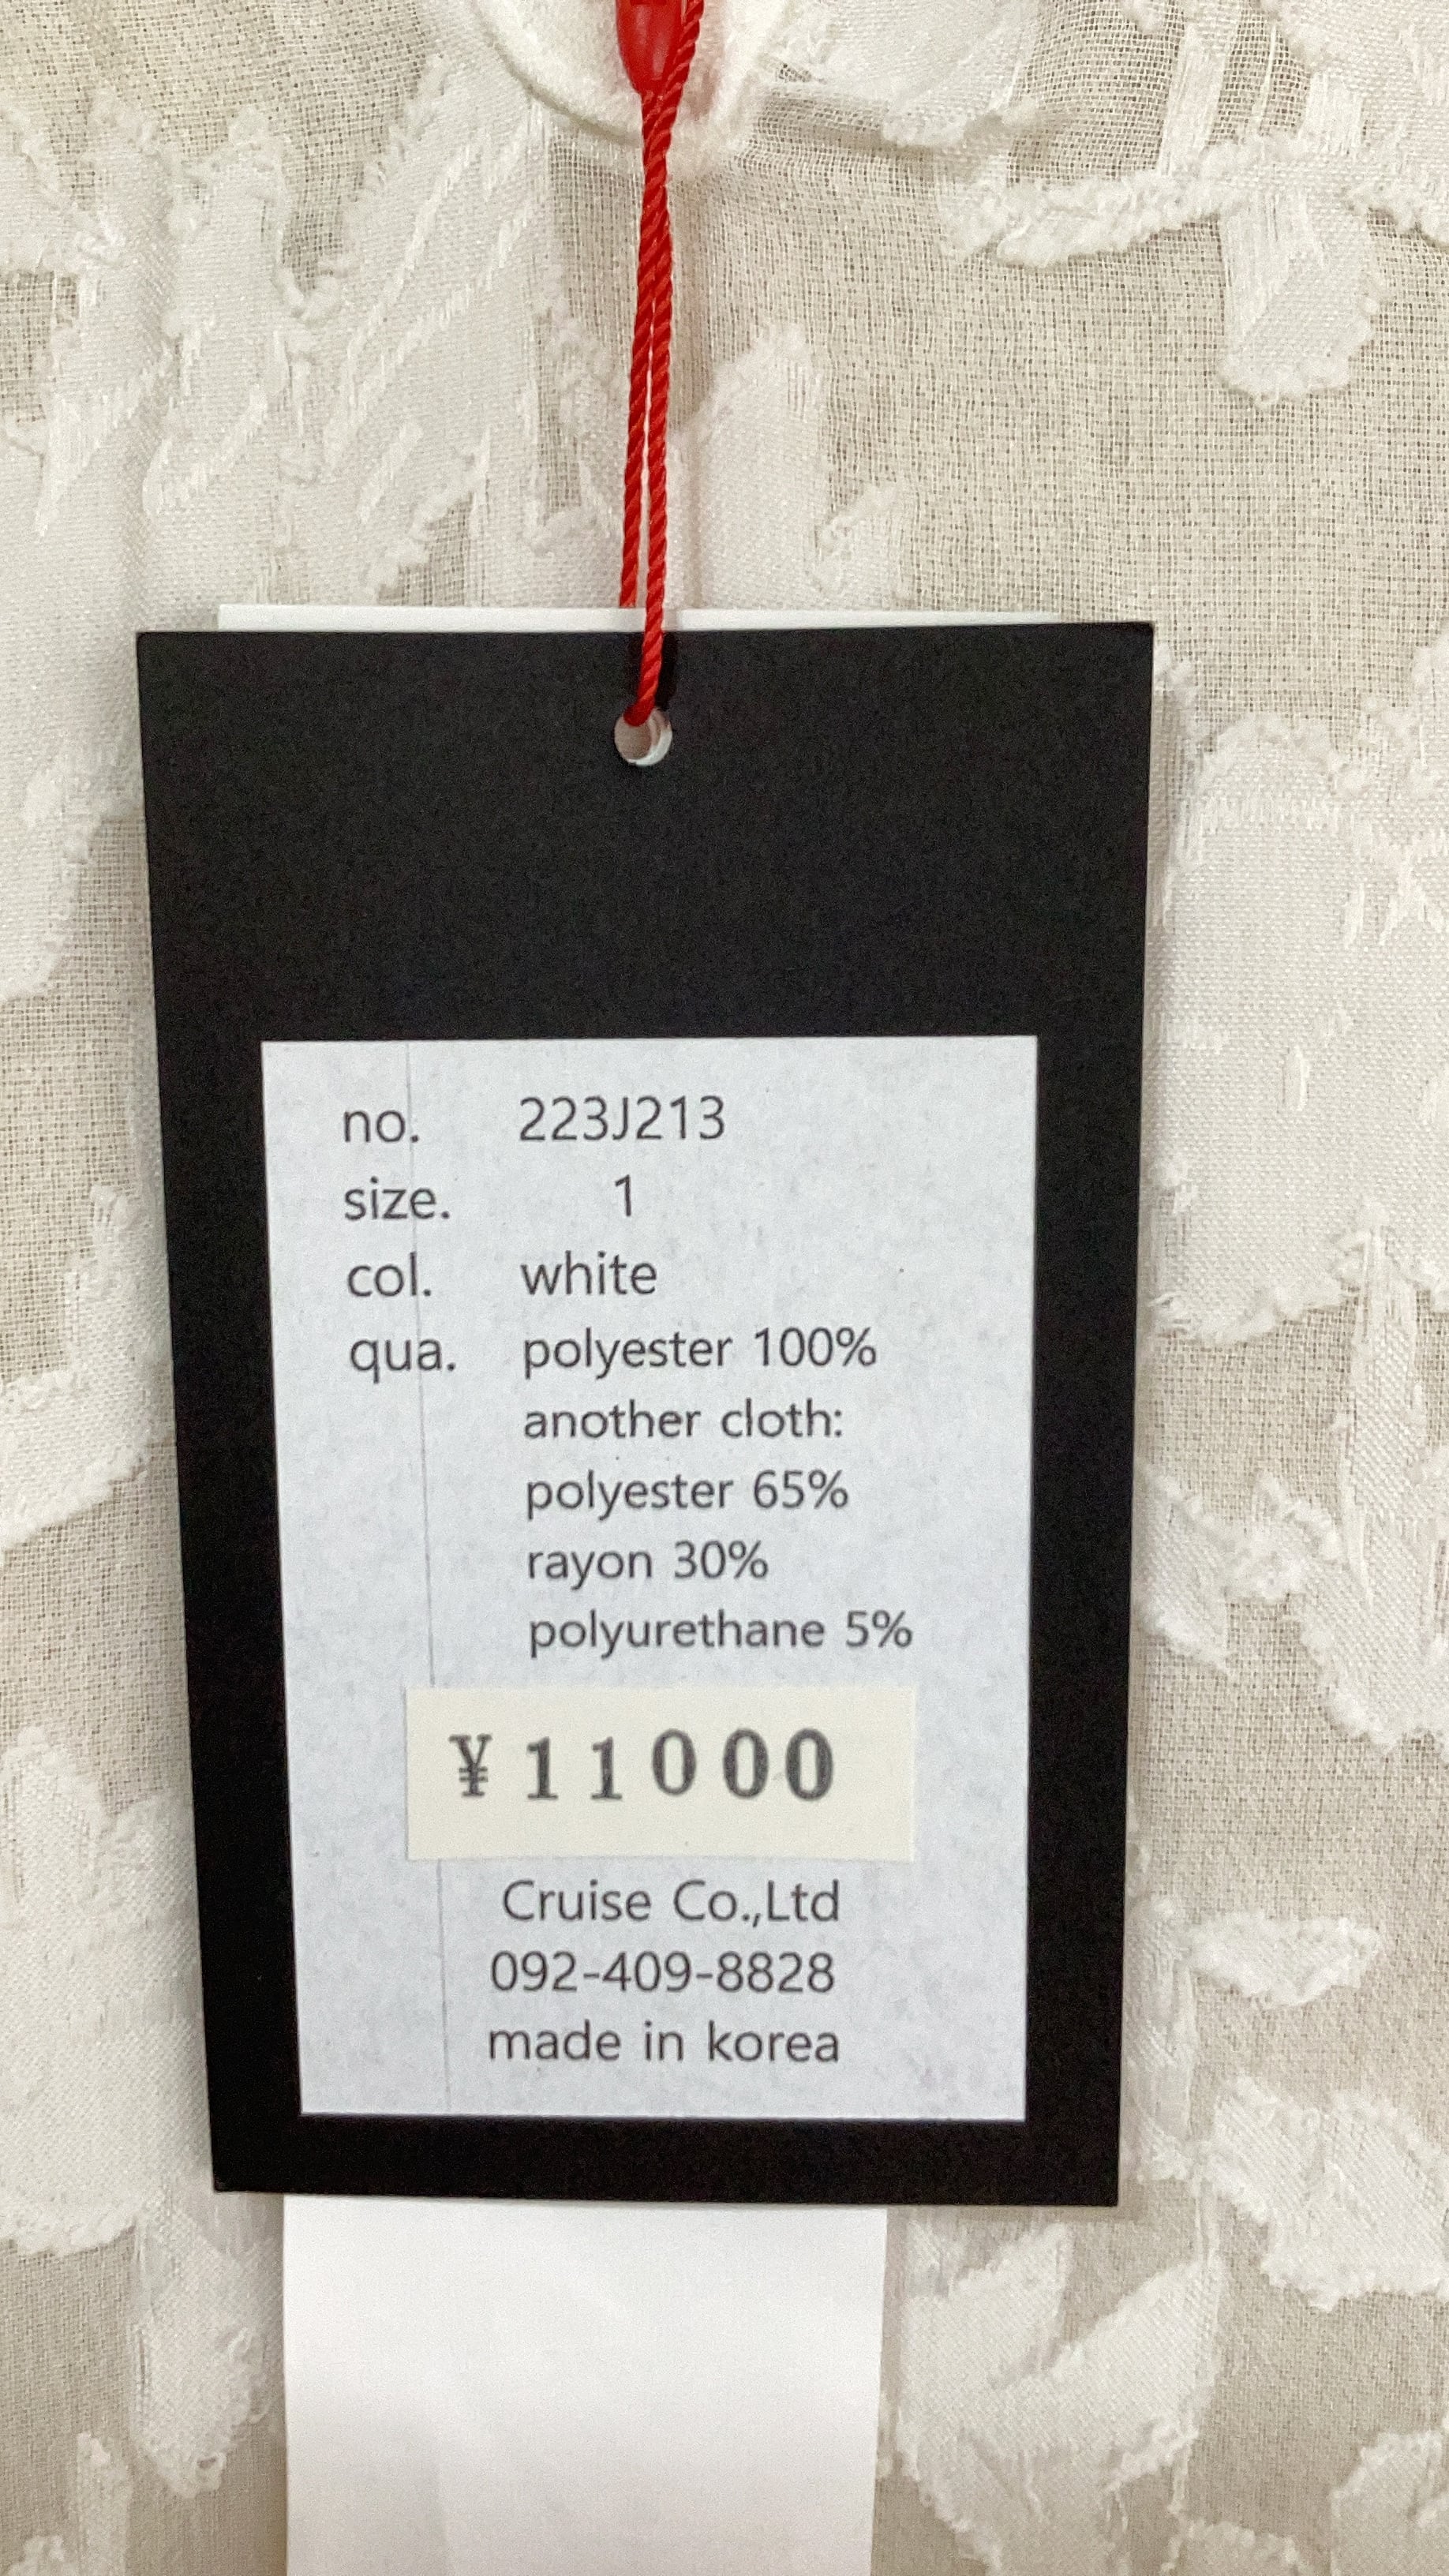 no. 223J213
size. 1
col. white
qua. polyester 100%
another cloth:
polyester 65%
rayon 30%
polyurethane 5%
¥11000
Cruise Co.,Ltd
092-409-8828
made in korea